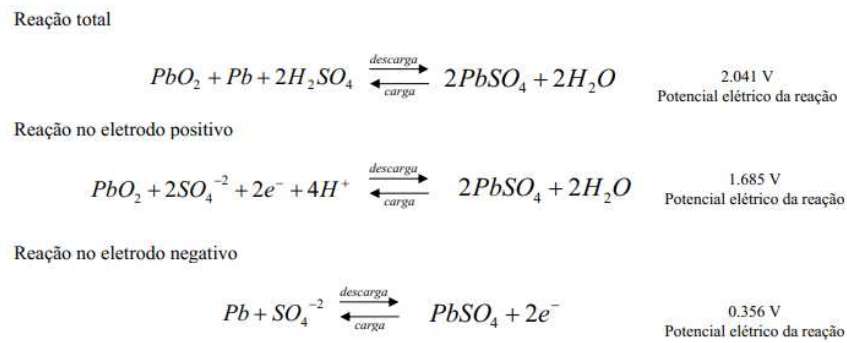 Reação total
PbO₂ + Pb + 2H₂SO₄ descarga ⇄ carga 2PbSO₄ + 2H₂O 2.041 V
Potencial elétrico da reação
Reação no eletrodo positivo
PbO₂ + 2SO₄⁻² + 2e⁻ + 4H⁺ descarga ⇄ carga 2PbSO₄ + 2H₂O 1.685 V
Potencial elétrico da reação
Reação no eletrodo negativo
Pb + SO₄⁻² descarga ⇄ carga PbSO₄ + 2e⁻ 0.356 V
Potencial elétrico da reação